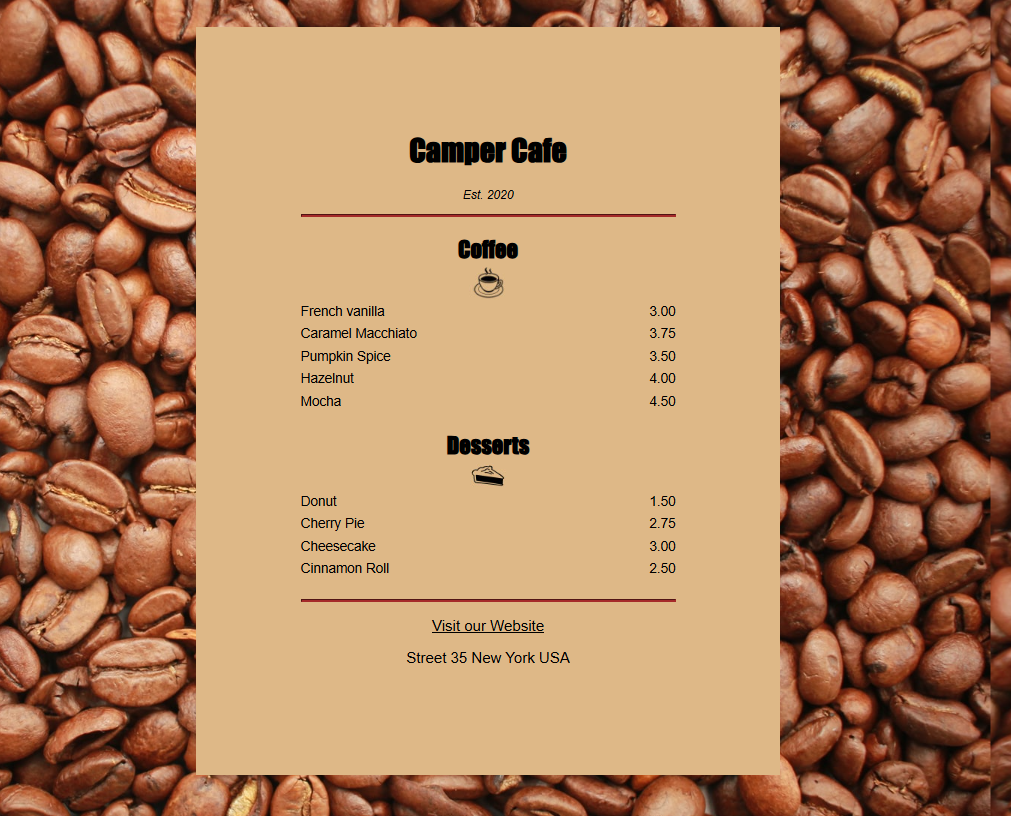 Camper Cafe
Est. 2020
Coffee
French vanilla 3.00
Caramel Macchiato 3.75
Pumpkin Spice 3.50
Hazelnut 4.00
Mocha 4.50
Desserts
Donut 1.50
Cherry Pie 2.75
Cheesecake 3.00
Cinnamon Roll 2.50
Visit our Website
Street 35 New York USA